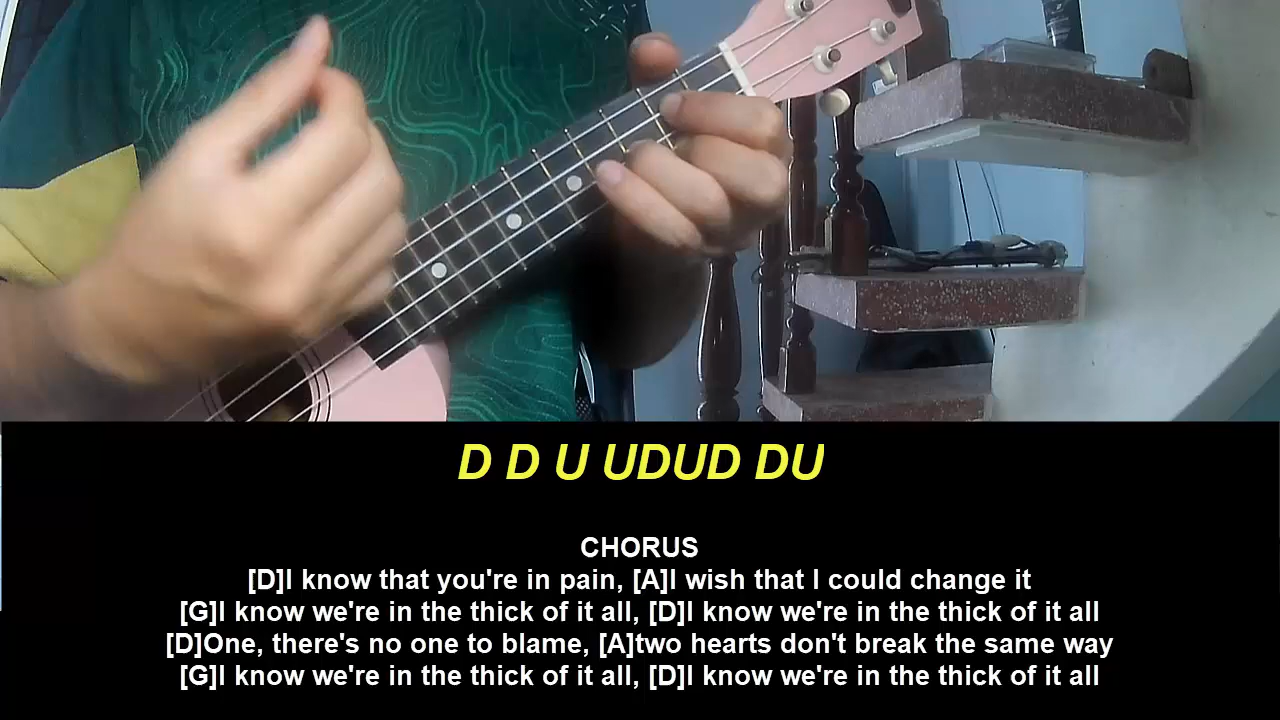 D D U UDUD DU
CHORUS
[D]I know that you're in pain, [A]I wish that I could change it
[G]I know we're in the thick of it all, [D]I know we're in the thick of it all
[D]One, there's no one to blame, [A]two hearts don't break the same way
[G]I know we're in the thick of it all, [D]I know we're in the thick of it all